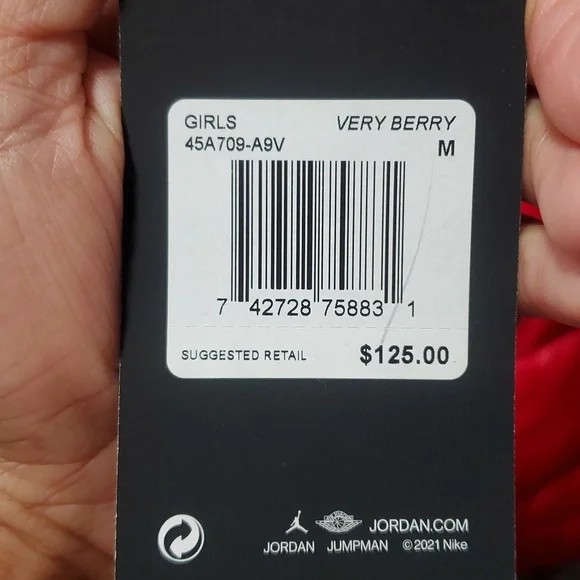 GIRLS VERY BERRY
45A709-A9V M
7 42728 75883 1
SUGGESTED RETAIL $125.00
JORDAN.COM
JORDAN JUMPMAN © 2021 Nike